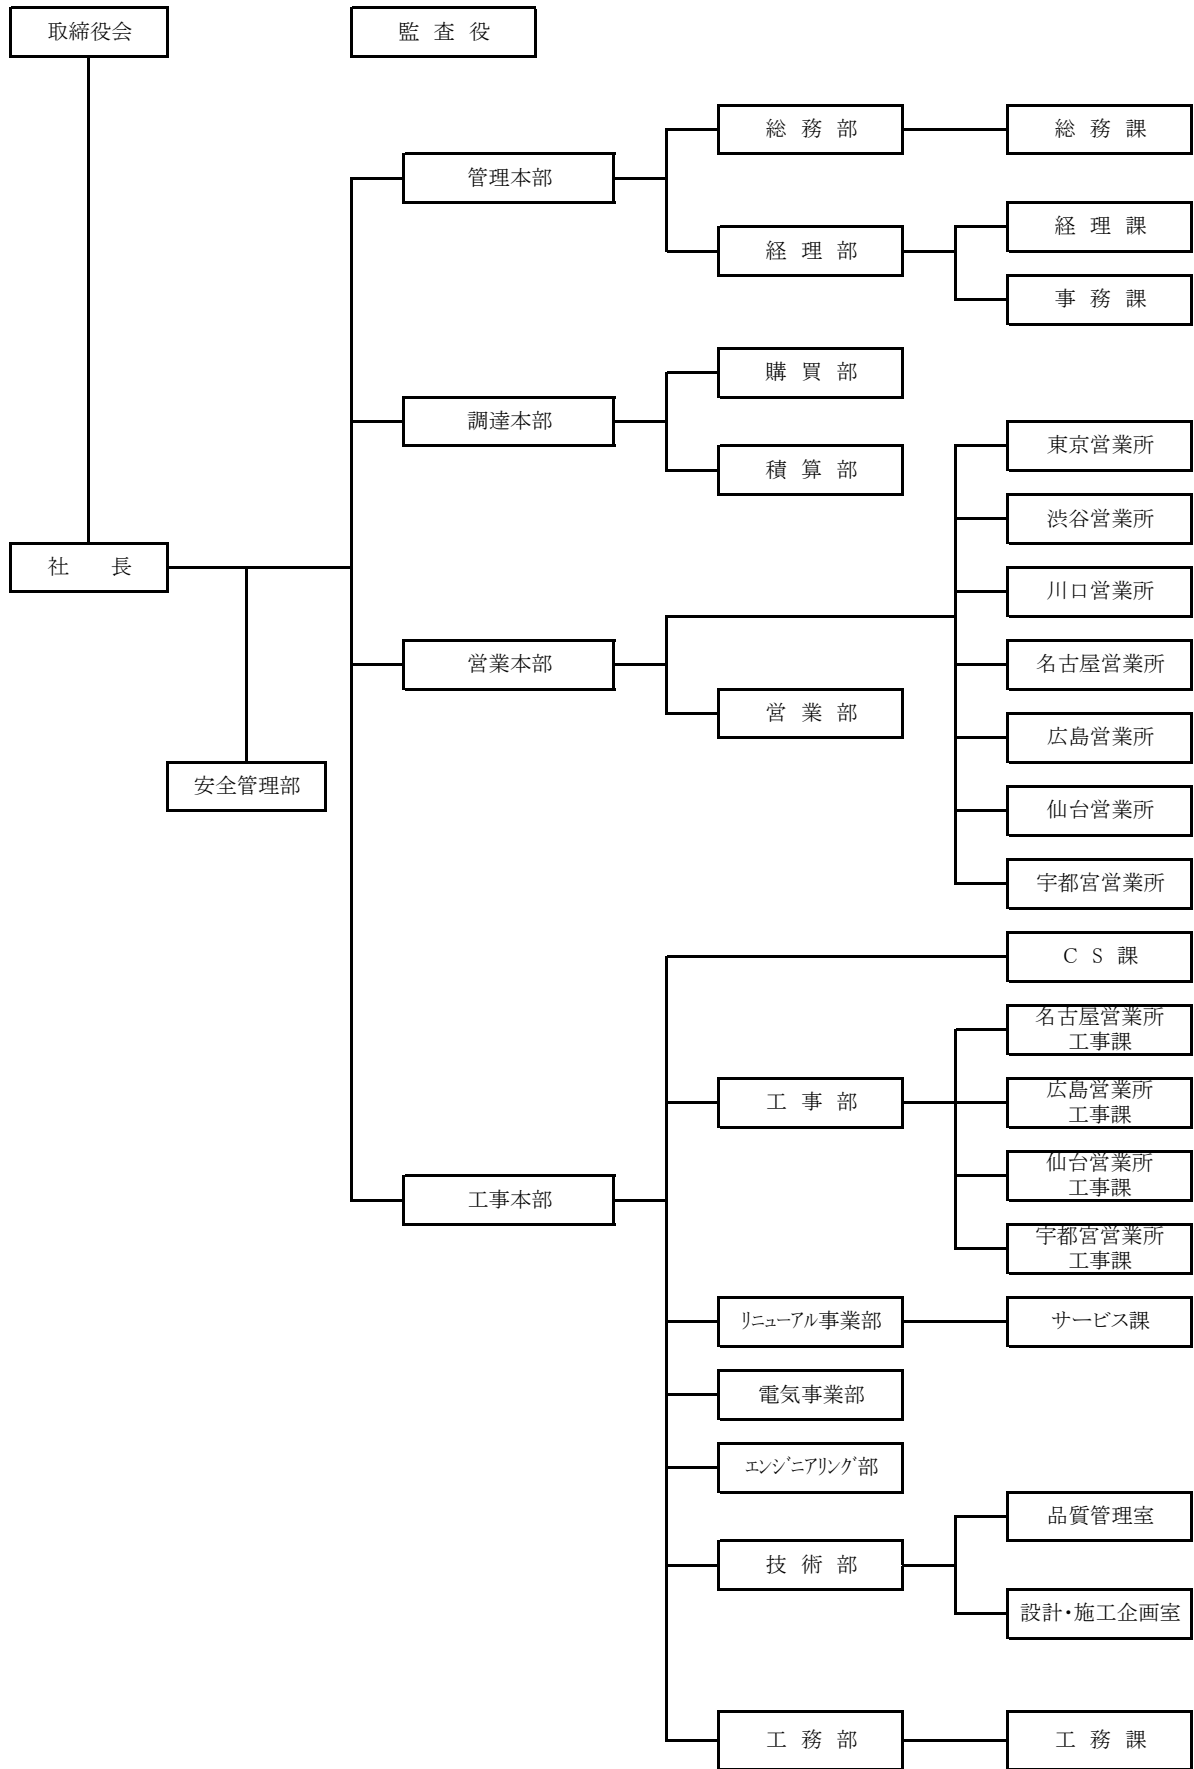 取締役会
監 査 役
総 務 部
総 務 課
管理本部
経 理 課
経 理 部
事 務 課
購 買 部
調達本部
東京営業所
積 算 部
渋谷営業所
社 長
川口営業所
営業本部
名古屋営業所
営 業 部
広島営業所
安全管理部
仙台営業所
宇都宮営業所
C S 課
名古屋営業所
工事課
工 事 部
広島営業所
工事課
仙台営業所
工事課
工事本部
宇都宮営業所
工事課
ﾘﾆｭｰｱﾙ事業部
サービス課
電気事業部
ｴﾝｼﾞﾆｱﾘﾝｸﾞ部
品質管理室
技 術 部
設計・施工企画室
工 務 部
工 務 課